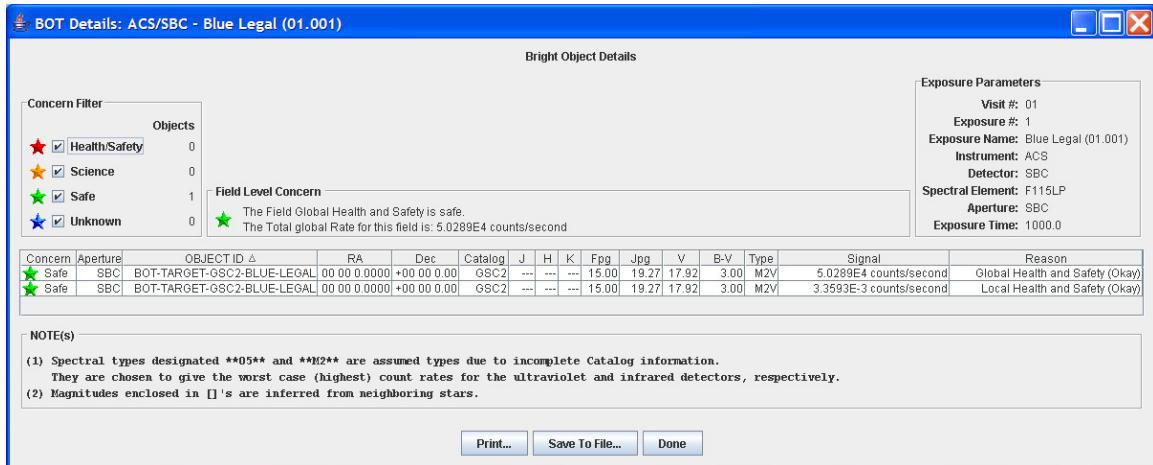 BOT Details: ACS/SBC - Blue Legal (01.001)
Bright Object Details
Concern Filter
Objects
Health/Safety 0
Science 0
Safe 1
Unknown 0
Field Level Concern
The Field Global Health and Safety is safe.
The Total global Rate for this field is: 5.0289E4 counts/second
Exposure Parameters
Visit #: 01
Exposure #: 1
Exposure Name: Blue Legal (01.001)
Instrument: ACS
Detector: SBC
Spectral Element: F115LP
Aperture: SBC
Exposure Time: 1000.0
Concern Aperture OBJECT ID △ RA Dec Catalog J H K Fpg Jpg V B-V Type Signal Reason
Safe SBC BOT-TARGET-GSC2-BLUE-LEGAL 00 00 0.0000 +00 00 0.00 GSC2 --- --- --- 15.00 19.27 17.92 3.00 M2V 5.0289E4 counts/second Global Health and Safety (Okay)
Safe SBC BOT-TARGET-GSC2-BLUE-LEGAL 00 00 0.0000 +00 00 0.00 GSC2 --- --- --- 15.00 19.27 17.92 3.00 M2V 3.3593E-3 counts/second Local Health and Safety (Okay)
NOTE(s)
(1) Spectral types designated **O5** and **M2** are assumed types due to incomplete Catalog information.
They are chosen to give the worst case (highest) count rates for the ultraviolet and infrared detectors, respectively.
(2) Magnitudes enclosed in []'s are inferred from neighboring stars.
Print... Save To File... Done